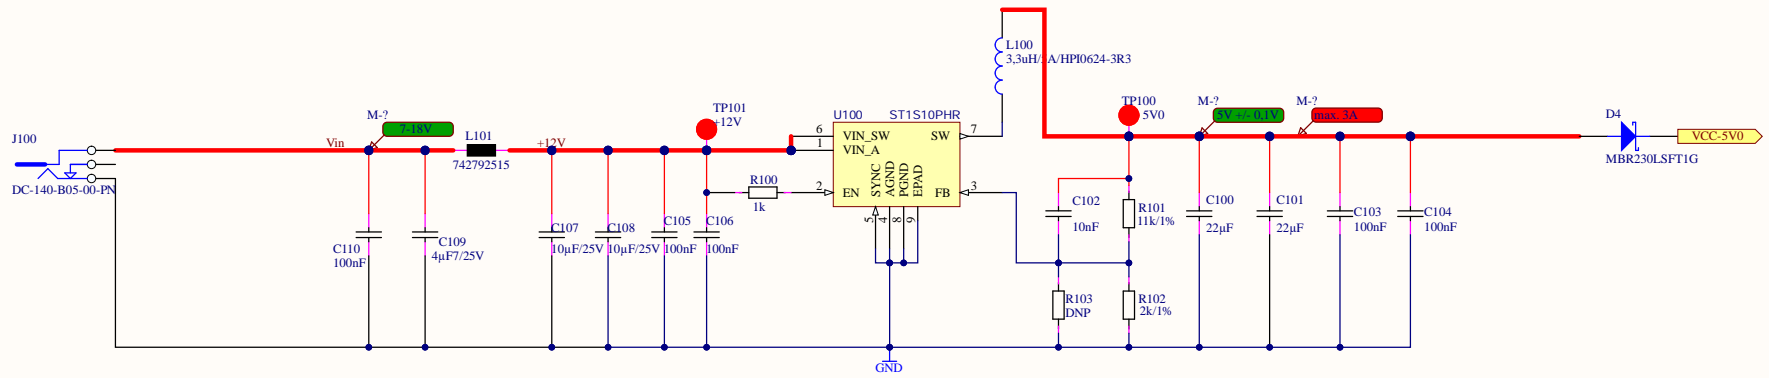 J100
DC-140-B05-00-PN
Vin
M-?
7-18V
L101
742792515
+12V
C110
100nF
C109
4µF7/25V
C107
10µF/25V
C108
10µF/25V
C105
100nF
C106
100nF
TP101
+12V
R100
1k
U100
ST1S10PHR
6
VIN_SW
1
VIN_A
2
EN
SW
7
FB
3
SYNC
AGND
PGND
EPAD
5
4
8
9
GND
L100
3,3uH/ A/HPI0624-3R3
TP100
5V0
C102
10nF
R101
11k/1%
R103
DNP
R102
2k/1%
M-?
5V +/- 0,1V
M-?
max. 3A
C100
22µF
C101
22µF
C103
100nF
C104
100nF
D4
MBR230LSFT1G
VCC-5V0